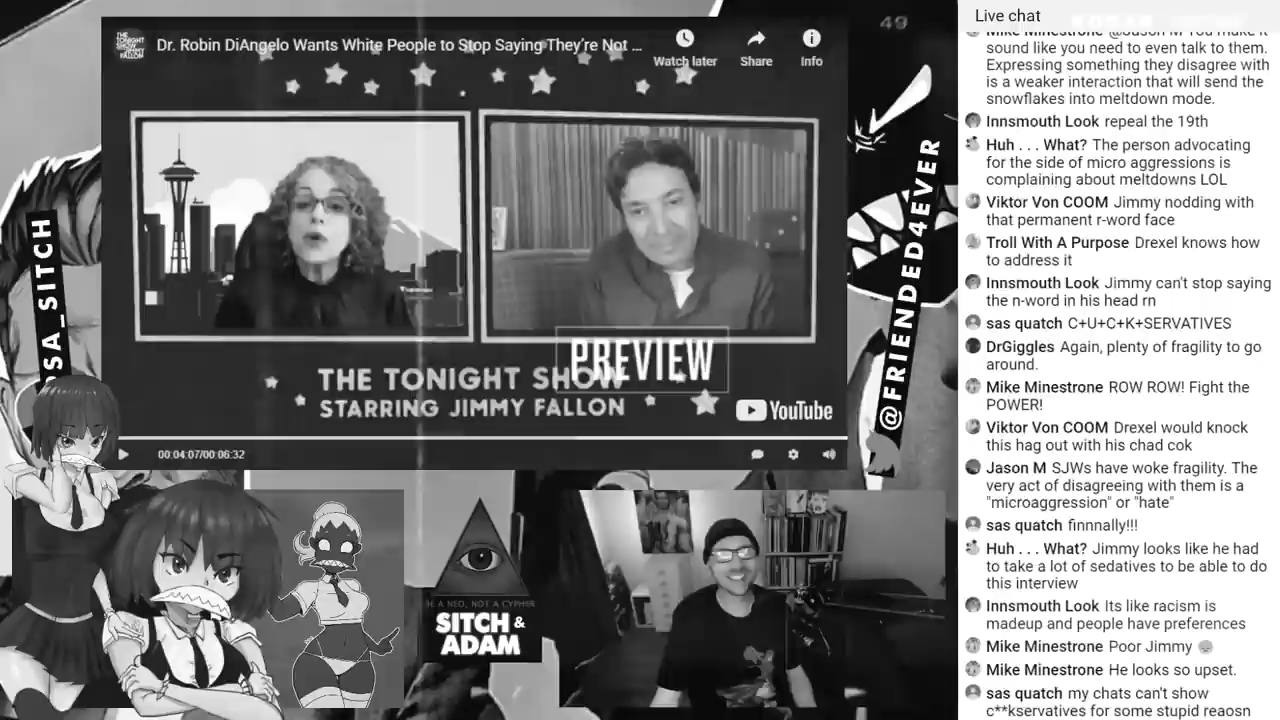 49
THE
TONIGHT
SHOW
JIMMY
FALLON
Dr. Robin DiAngelo Wants White People to Stop Saying They're Not ...
Watch later
Share
Info
THE TONIGHT SHOW
STARRING JIMMY FALLON
PREVIEW
YouTube
00:04:07/00:06:32
SA_SITCH
@FRIENDED4EVER
BE A NEO, NOT A CYPHER
SITCH &
ADAM
Live chat
Mike Minestrone @Jason M You make it
sound like you need to even talk to them.
Expressing something they disagree with
is a weaker interaction that will send the
snowflakes into meltdown mode.
Innsmouth Look repeal the 19th
Huh . . . What? The person advocating
for the side of micro aggressions is
complaining about meltdowns LOL
Viktor Von COOM Jimmy nodding with
that permanent r-word face
Troll With A Purpose Drexel knows how
to address it
Innsmouth Look Jimmy can't stop saying
the n-word in his head rn
sas quatch C+U+C+K+SERVATIVES
DrGiggles Again, plenty of fragility to go
around.
Mike Minestrone ROW ROW! Fight the
POWER!
Viktor Von COOM Drexel would knock
this hag out with his chad cok
Jason M SJWs have woke fragility. The
very act of disagreeing with them is a
"microaggression" or "hate"
sas quatch finnnally!!!
Huh . . . What? Jimmy looks like he had
to take a lot of sedatives to be able to do
this interview
Innsmouth Look Its like racism is
madeup and people have preferences
Mike Minestrone Poor Jimmy
Mike Minestrone He looks so upset.
sas quatch my chats can't show
c**kservatives for some stupid reaosn